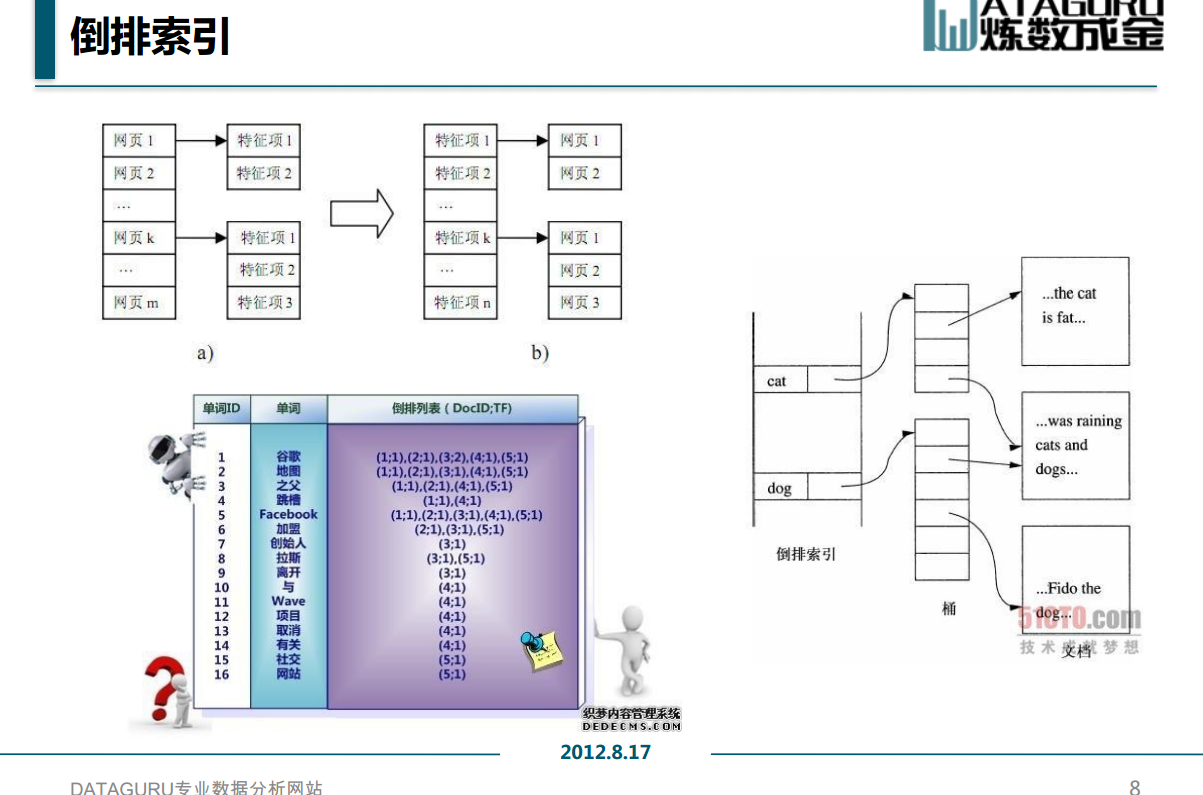 倒排索引
DATAGURU
炼数成金
网页 1
网页 2
…
网页 k
…
网页 m
特征项 1
特征项 2
特征项 1
特征项 2
特征项 3
a)
特征项 1
特征项 2
…
特征项 k
…
特征项 n
网页 1
网页 2
网页 1
网页 2
网页 3
b)
单词ID 单词 倒排列表（DocID;TF)
1 谷歌 (1;1),(2;1),(3;2),(4;1),(5;1)
2 地图 (1;1),(2;1),(3;1),(4;1),(5;1)
3 之父 (1;1),(2;1),(4;1),(5;1)
4 跳槽 (1;1),(4;1)
5 Facebook (1;1),(2;1),(3;1),(4;1),(5;1)
6 加盟 (2;1),(3;1),(5;1)
7 创始人 (3;1)
8 拉斯 (3;1),(5;1)
9 离开 (3;1)
10 与 (4;1)
11 Wave (4;1)
12 项目 (4;1)
13 取消 (4;1)
14 有关 (4;1)
15 社交 (5;1)
16 网站 (5;1)
?
织梦内容管理系统
DEDECMS.COM
cat
dog
倒排索引
桶
...the cat
is fat...
...was raining
cats and
dogs...
...Fido the
dog...
51CTO.com
技术成就梦想
文档
2012.8.17
DATAGURU专业数据分析网站
8